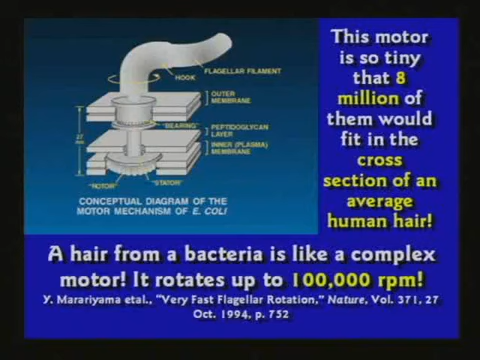 This motor
is so tiny
that 8
million of
them would
fit in the
cross
section of an
average
human hair!
FLAGELLAR FILAMENT
HOOK
OUTER
MEMBRANE
"BEARING"
PEPTIDOGLYCAN
LAYER
27
nm
INNER (PLASMA)
MEMBRANE
"ROTOR"
"STATOR"
CONCEPTUAL DIAGRAM OF THE
MOTOR MECHANISM OF E. COLI
A hair from a bacteria is like a complex
motor! It rotates up to 100,000 rpm!
Y. Marariyama etal., "Very Fast Flagellar Rotation," Nature, Vol. 371, 27
Oct. 1994, p. 752